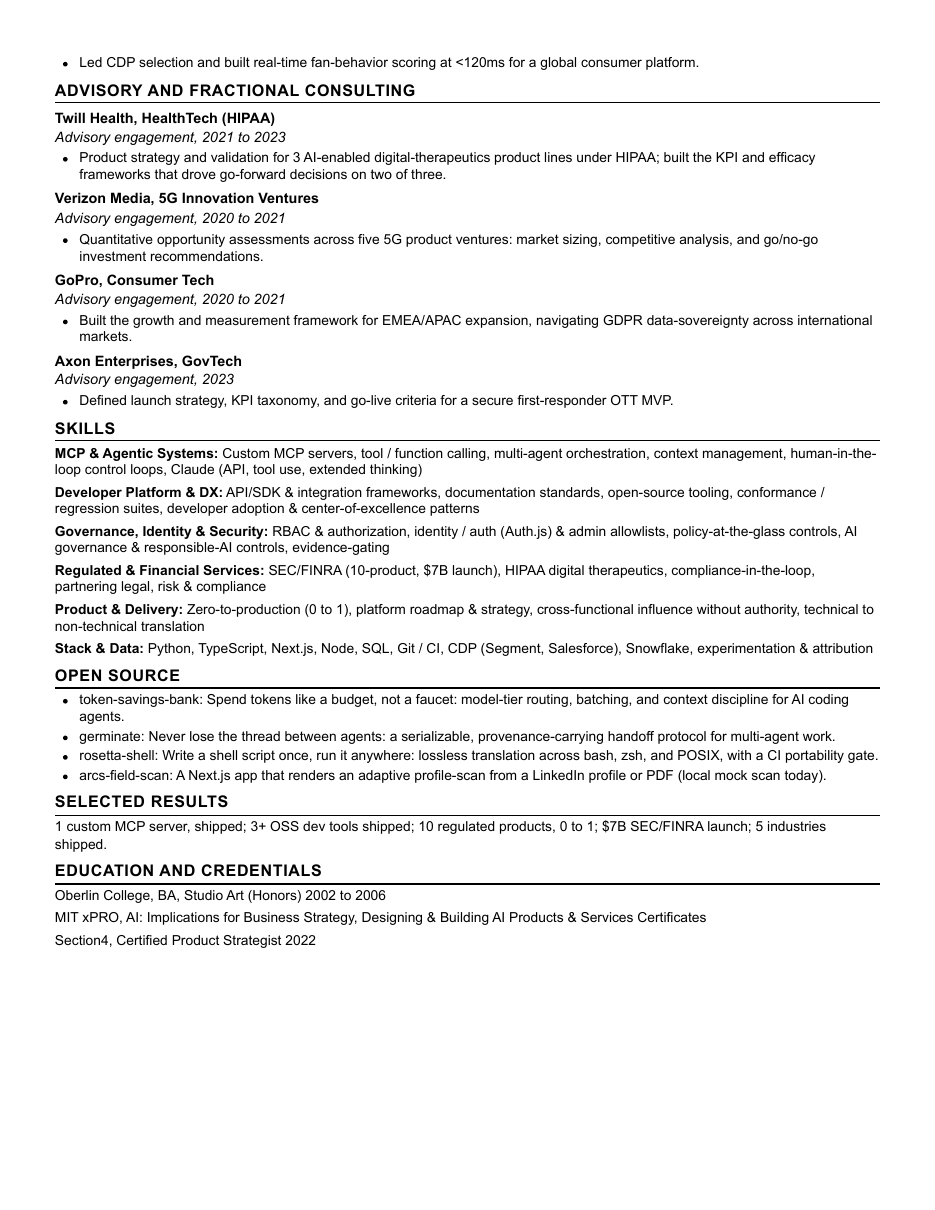 • Led CDP selection and built real-time fan-behavior scoring at <120ms for a global consumer platform.
ADVISORY AND FRACTIONAL CONSULTING
Twill Health, HealthTech (HIPAA)
Advisory engagement, 2021 to 2023
• Product strategy and validation for 3 AI-enabled digital-therapeutics product lines under HIPAA; built the KPI and efficacy
frameworks that drove go-forward decisions on two of three.
Verizon Media, 5G Innovation Ventures
Advisory engagement, 2020 to 2021
• Quantitative opportunity assessments across five 5G product ventures: market sizing, competitive analysis, and go/no-go
investment recommendations.
GoPro, Consumer Tech
Advisory engagement, 2020 to 2021
• Built the growth and measurement framework for EMEA/APAC expansion, navigating GDPR data-sovereignty across international
markets.
Axon Enterprises, GovTech
Advisory engagement, 2023
• Defined launch strategy, KPI taxonomy, and go-live criteria for a secure first-responder OTT MVP.
SKILLS
MCP & Agentic Systems: Custom MCP servers, tool / function calling, multi-agent orchestration, context management, human-in-the-
loop control loops, Claude (API, tool use, extended thinking)
Developer Platform & DX: API/SDK & integration frameworks, documentation standards, open-source tooling, conformance /
regression suites, developer adoption & center-of-excellence patterns
Governance, Identity & Security: RBAC & authorization, identity / auth (Auth.js) & admin allowlists, policy-at-the-glass controls, AI
governance & responsible-AI controls, evidence-gating
Regulated & Financial Services: SEC/FINRA (10-product, $7B launch), HIPAA digital therapeutics, compliance-in-the-loop,
partnering legal, risk & compliance
Product & Delivery: Zero-to-production (0 to 1), platform roadmap & strategy, cross-functional influence without authority, technical to
non-technical translation
Stack & Data: Python, TypeScript, Next.js, Node, SQL, Git / CI, CDP (Segment, Salesforce), Snowflake, experimentation & attribution
OPEN SOURCE
• token-savings-bank: Spend tokens like a budget, not a faucet: model-tier routing, batching, and context discipline for AI coding
agents.
• germinate: Never lose the thread between agents: a serializable, provenance-carrying handoff protocol for multi-agent work.
• rosetta-shell: Write a shell script once, run it anywhere: lossless translation across bash, zsh, and POSIX, with a CI portability gate.
• arcs-field-scan: A Next.js app that renders an adaptive profile-scan from a LinkedIn profile or PDF (local mock scan today).
SELECTED RESULTS
1 custom MCP server, shipped; 3+ OSS dev tools shipped; 10 regulated products, 0 to 1; $7B SEC/FINRA launch; 5 industries
shipped.
EDUCATION AND CREDENTIALS
Oberlin College, BA, Studio Art (Honors) 2002 to 2006
MIT xPRO, AI: Implications for Business Strategy, Designing & Building AI Products & Services Certificates
Section4, Certified Product Strategist 2022